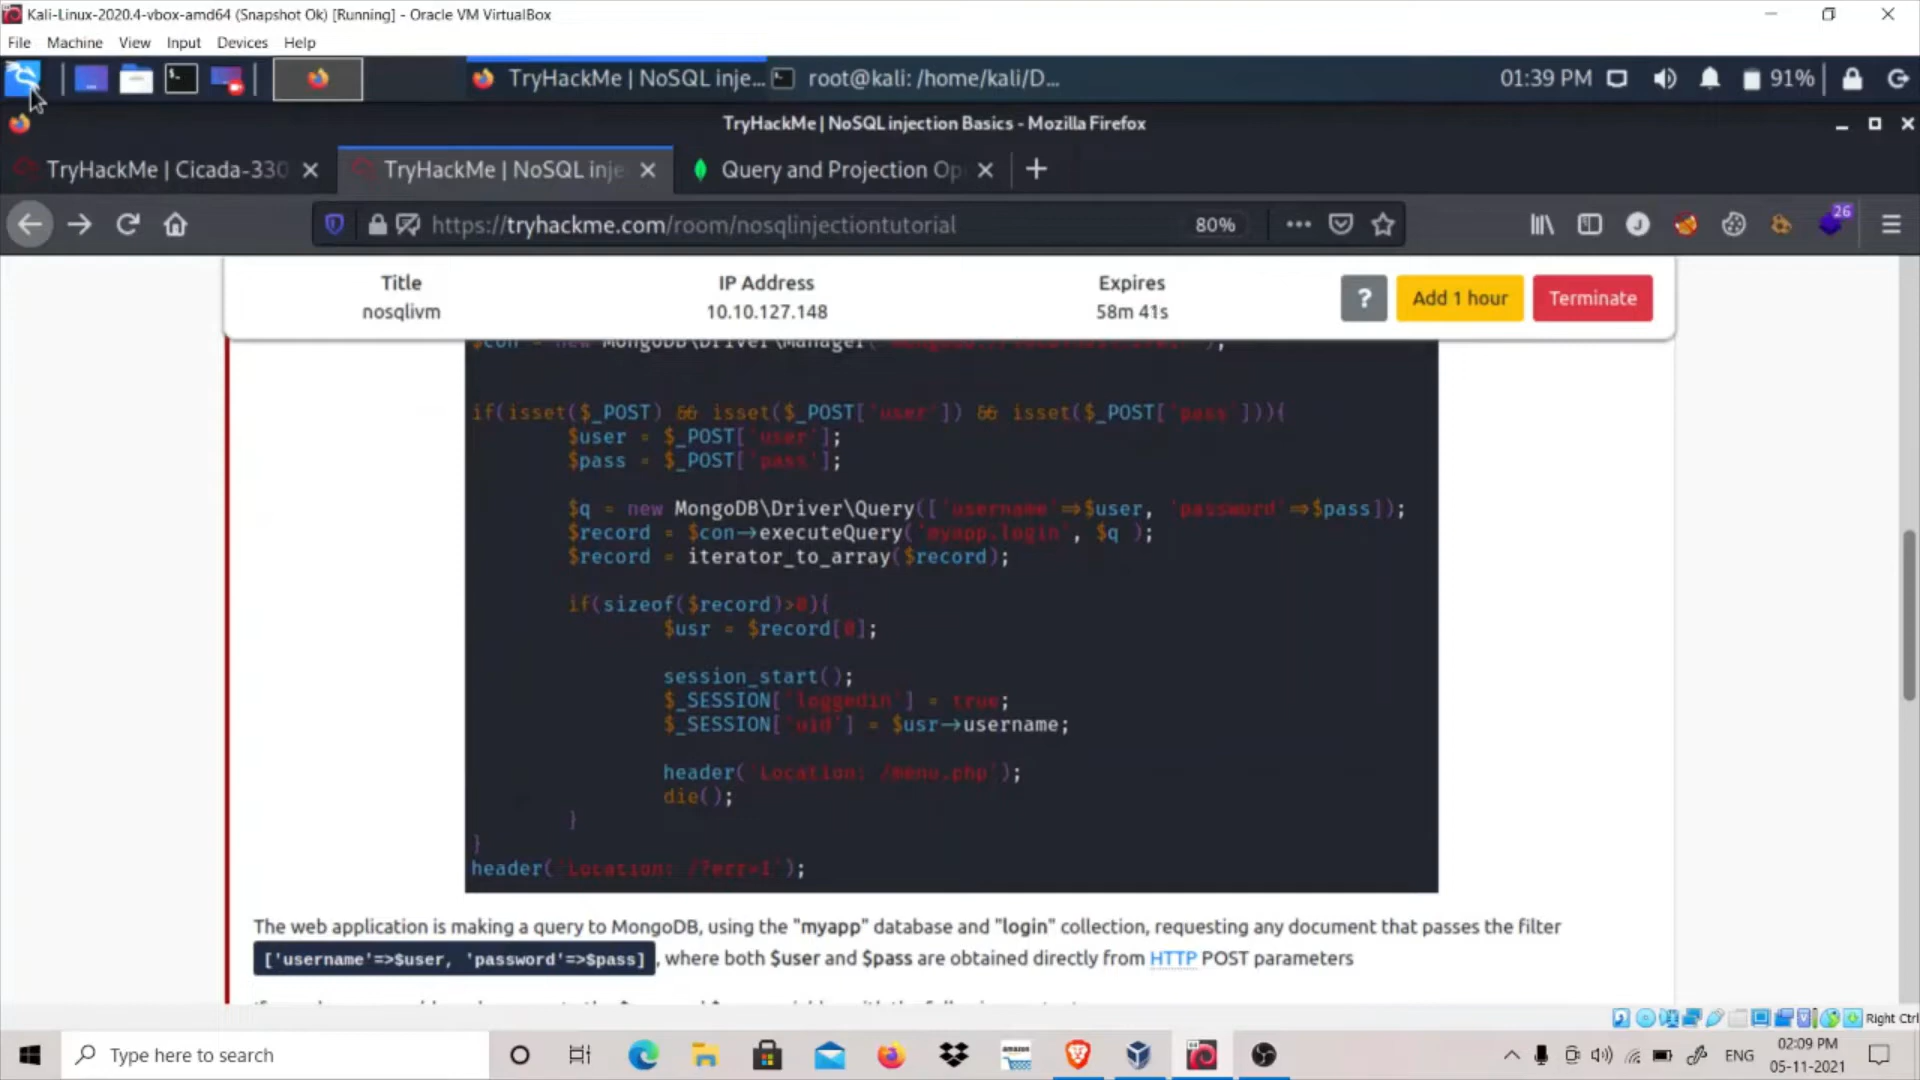 Kali-Linux-2020.4-vbox-amd64 (Snapshot Ok) [Running] - Oracle VM VirtualBox
File Machine View Input Devices Help
TryHackMe | NoSQL inje... root@kali: /home/kali/D... 01:39 PM 91%
TryHackMe | NoSQL injection Basics - Mozilla Firefox
TryHackMe | Cicada-330 TryHackMe | NoSQL inje Query and Projection Op
https://tryhackme.com/room/nosqlinjectiontutorial 80% 26
Title IP Address Expires
nosqlivm 10.10.127.148 58m 41s ? Add 1 hour Terminate
$con = new MongoDB\Driver\Manager(
if(isset($_POST) && isset($_POST['user']) && isset($_POST['pass'])){
$user = $_POST['user'];
$pass = $_POST['pass'];
$q = new MongoDB\Driver\Query(['username'=>$user, 'password'=>$pass]);
$record = $con->executeQuery('myapp.login', $q );
$record = iterator_to_array($record);
if(sizeof($record)>0){
$usr = $record[0];
session_start();
$_SESSION['loggedin'] = true;
$_SESSION['uid'] = $usr->username;
header('Location: /menu.php');
die();
}
}
header('Location: /?err=1');
The web application is making a query to MongoDB, using the "myapp" database and "login" collection, requesting any document that passes the filter
['username'=>$user, 'password'=>$pass], where both $user and $pass are obtained directly from HTTP POST parameters
Right Ctrl
Type here to search amazon ENG 02:09 PM
05-11-2021